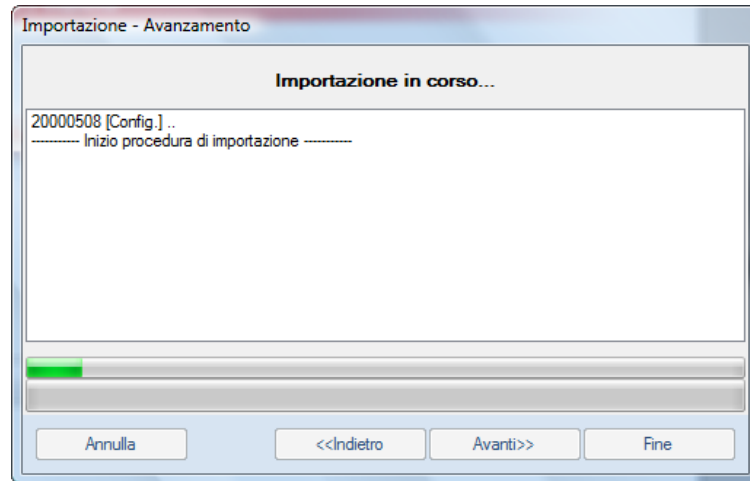 Importazione - Avanzamento
Importazione in corso...
20000508 [Config.] ..
----------- Inizio procedura di importazione -----------
Annulla
<<Indietro
Avanti>>
Fine